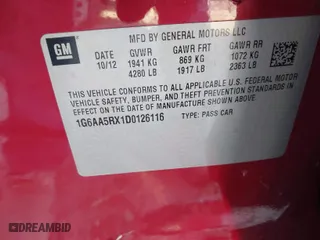 GM
MFD BY GENERAL MOTORS LLC
DATE GVWR GAWR FRT GAWR RR
10/12 1941 KG 869 KG 1072 KG
4280 LB 1917 LB 2363 LB
THIS VEHICLE CONFORMS TO ALL APPLICABLE U.S. FEDERAL MOTOR
VEHICLE SAFETY, BUMPER, AND THEFT PREVENTION STANDARDS IN
EFFECT ON THE DATE OF MANUFACTURE SHOWN ABOVE.
1G6AA5RX1D0126116 TYPE: PASS CAR
DREAMBID